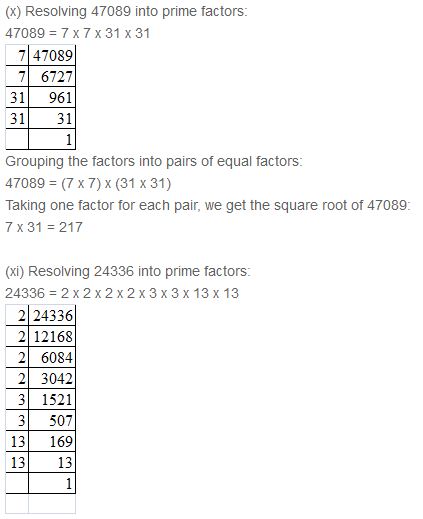 (x) Resolving 47089 into prime factors:
47089 = 7 x 7 x 31 x 31
7 47089
7 6727
31 961
31 31
1
Grouping the factors into pairs of equal factors:
47089 = (7 x 7) x (31 x 31)
Taking one factor for each pair, we get the square root of 47089:
7 x 31 = 217
(xi) Resolving 24336 into prime factors:
24336 = 2 x 2 x 2 x 2 x 3 x 3 x 13 x 13
2 24336
2 12168
2 6084
2 3042
3 1521
3 507
13 169
13 13
1